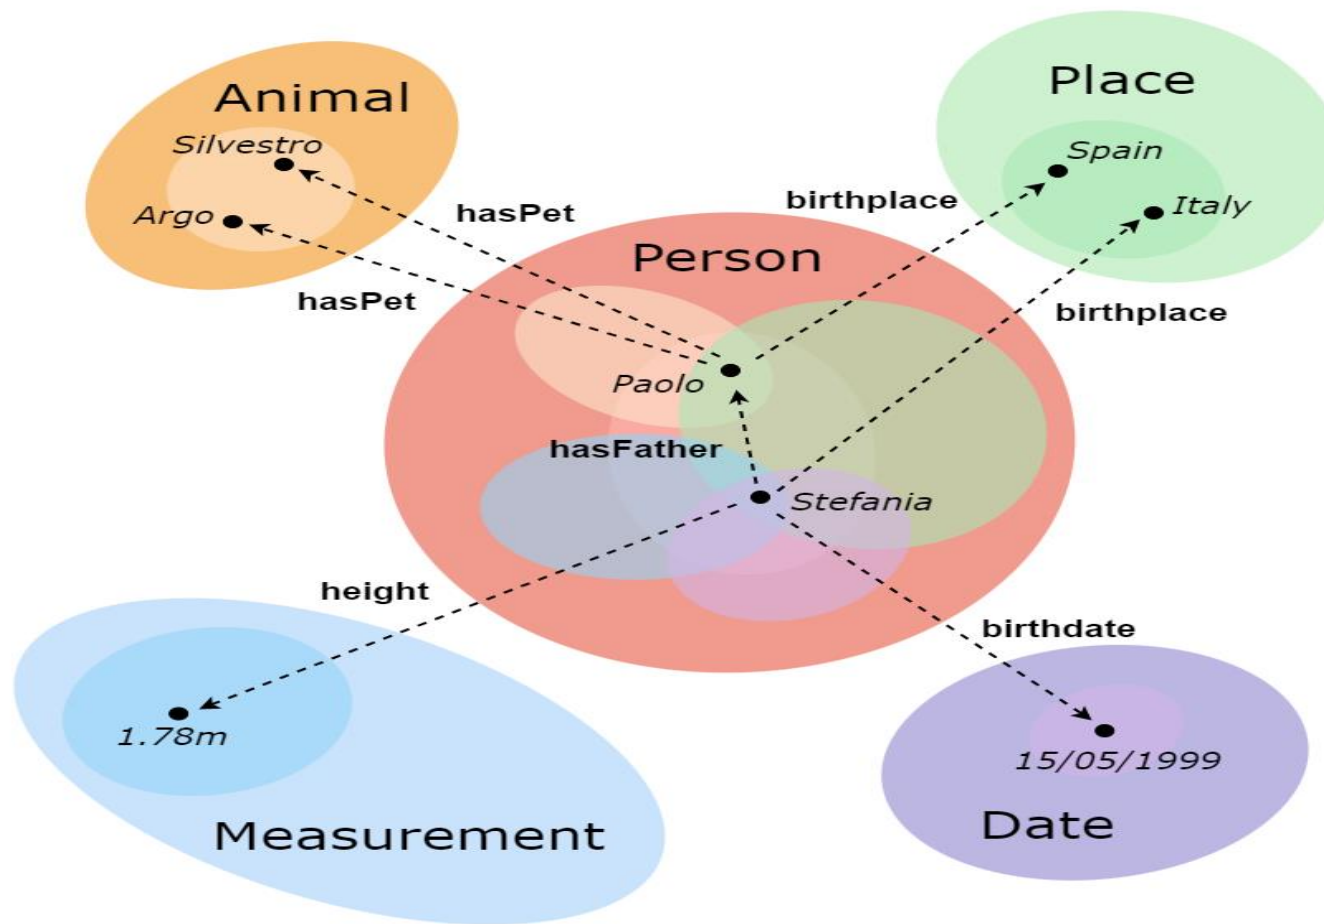 Animal
Silvestro
Argo
hasPet
hasPet
Place
Spain
Italy
birthplace
birthplace
Person
Paolo
hasFather
Stefania
height
1.78m
Measurement
birthdate
15/05/1999
Date